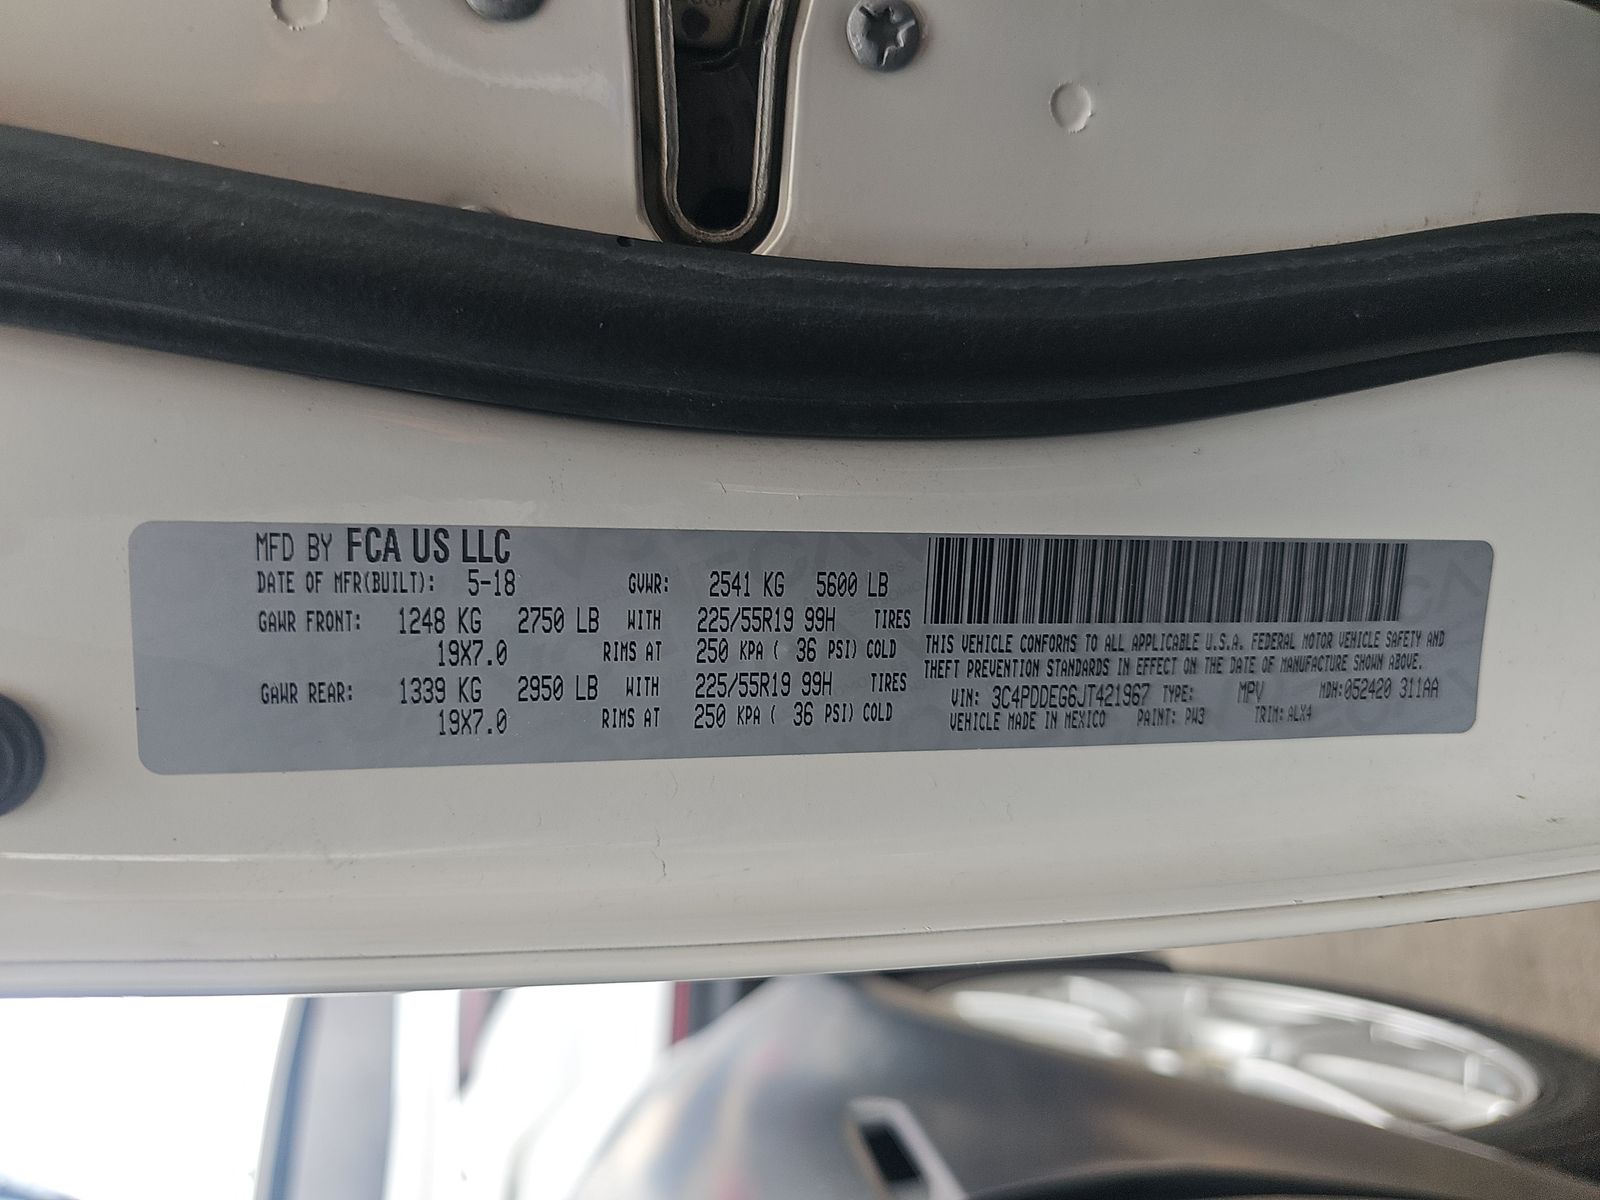 MFD BY FCA US LLC
DATE OF MFR(BUILT): 5-18 GVWR: 2541 KG 5600 LB
GAWR FRONT: 1248 KG 2750 LB WITH 225/55R19 99H TIRES
19X7.0 RIMS AT 250 KPA ( 36 PSI) COLD
GAWR REAR: 1339 KG 2950 LB WITH 225/55R19 99H TIRES
19X7.0 RIMS AT 250 KPA ( 36 PSI) COLD
THIS VEHICLE CONFORMS TO ALL APPLICABLE U.S.A. FEDERAL MOTOR VEHICLE SAFETY AND
THEFT PREVENTION STANDARDS IN EFFECT ON THE DATE OF MANUFACTURE SHOWN ABOVE.
VIN: 3C4PDDEG6JT421967 TYPE: MPV MDH:052420 311AA
VEHICLE MADE IN MEXICO PAINT: PW3 TRIM: ALX4